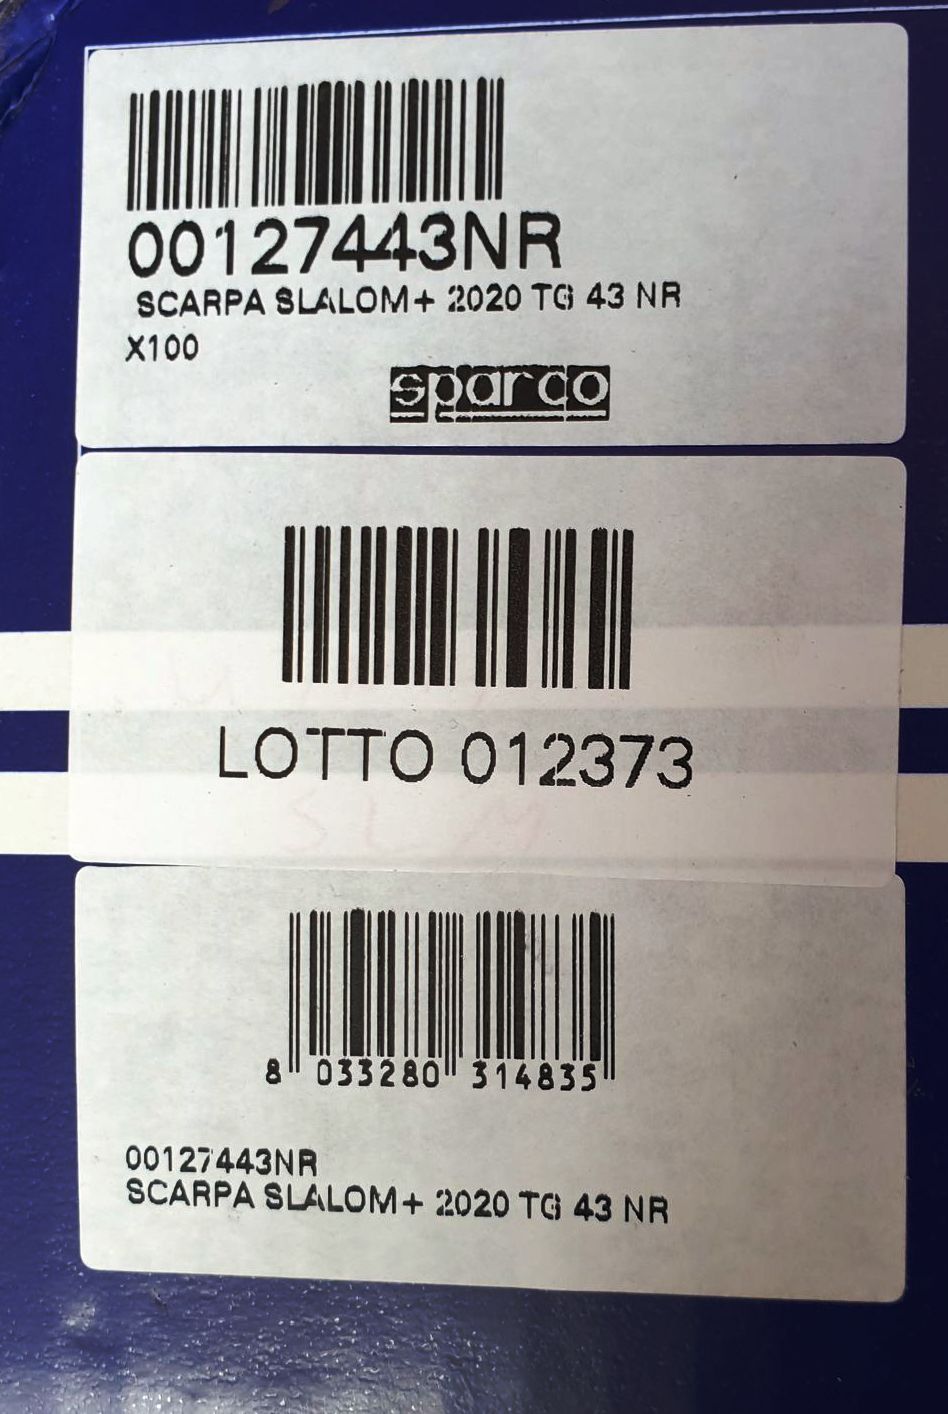 00127443NR
SCARPA SLALOM+ 2020 TG 43 NR
X100
sparco
LOTTO 012373
SLM
8 033280 314835
00127443NR
SCARPA SLALOM+ 2020 TG 43 NR